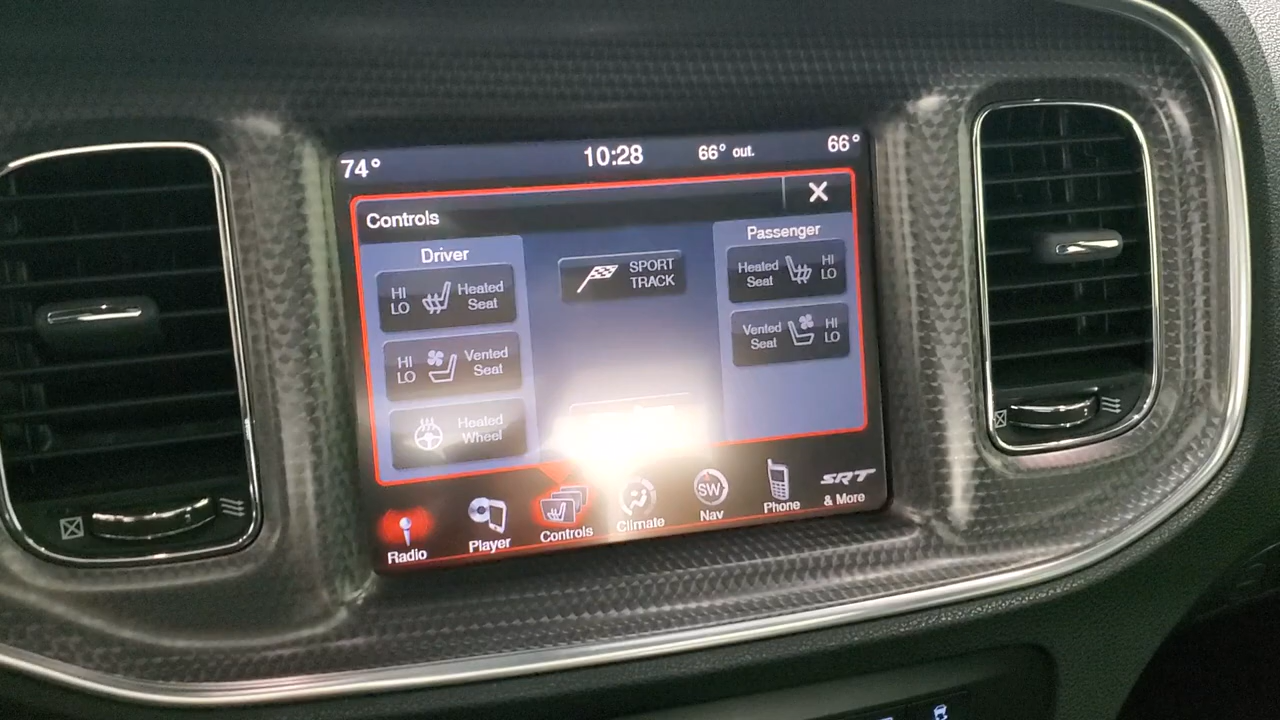 74° 10:28 66° out. 66°
Controls X
Driver
HI
LO
Heated
Seat
HI
LO
Vented
Seat
Heated
Wheel
SPORT
TRACK
Passenger
Heated
Seat
HI
LO
Vented
Seat
HI
LO
Radio
Player
Controls
Climate
SW
Nav
Phone
SRT
& More